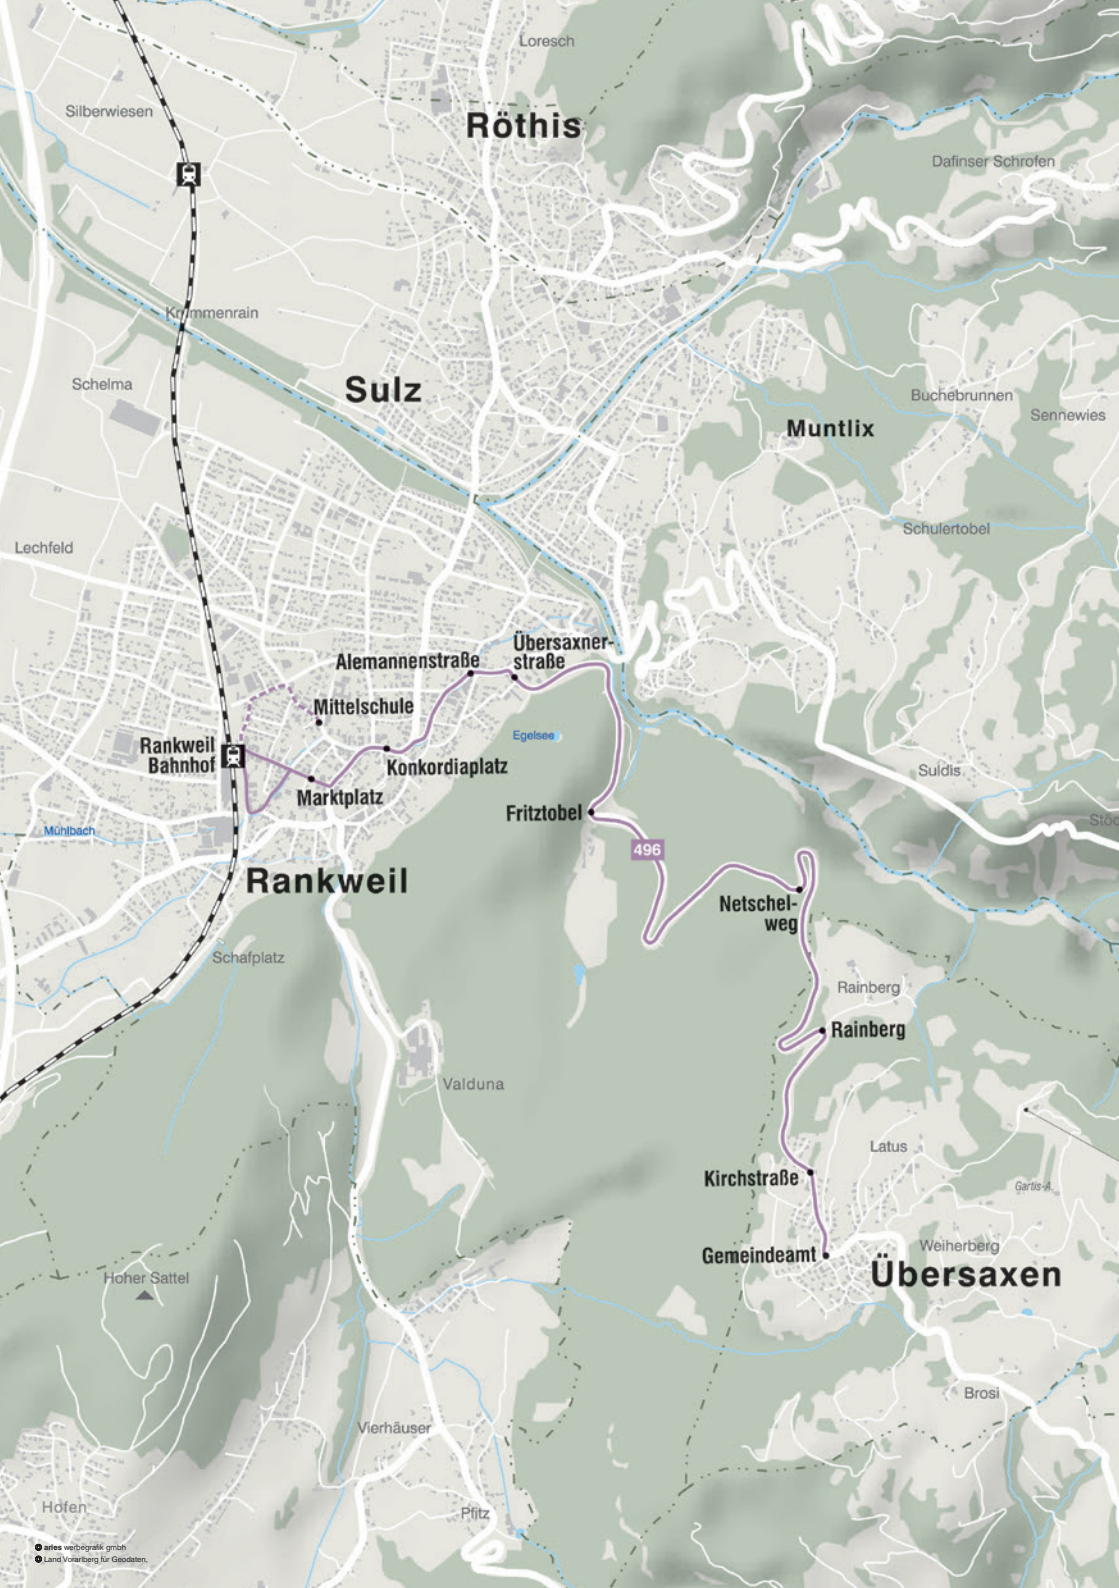 Loresch
Silberwiesen
Röthis
Dafinser Schrofen
Krummenrain
Schelma
Sulz
Buchebrunnen
Sennewies
Muntlix
Schulertobel
Lechfeld
Übersaxner-
straße
Alemannenstraße
Mittelschule
Rankweil
Bahnhof
Egelsee
Konkordiaplatz
Suldis
Marktplatz
Fritztobel
Mühlbach
496
Rankweil
Netschel-
weg
Schafplatz
Rainberg
Rainberg
Valduna
Latus
Kirchstraße
Gartis-A.
Weiherberg
Gemeindeamt
Übersaxen
Hoher Sattel
Brosi
Vierhäuser
Hofen
Pfitz
aries werbegrafik gmbh
Land Vorarlberg für Geodaten,